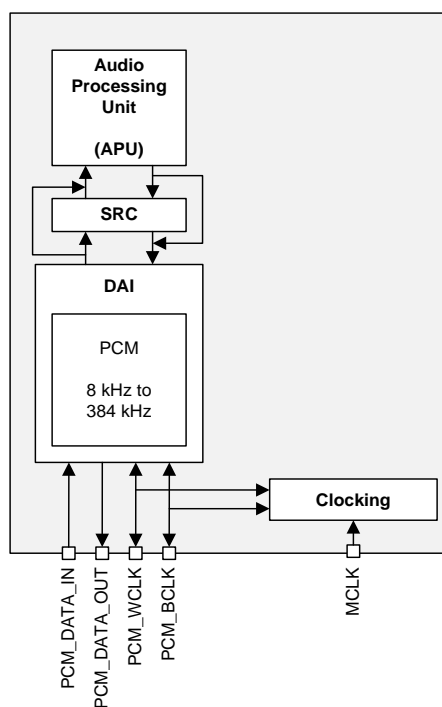 Audio
Processing
Unit
(APU)
SRC
DAI
PCM
8 kHz to
384 kHz
Clocking
PCM_DATA_IN
PCM_DATA_OUT
PCM_WCLK
PCM_BCLK
MCLK